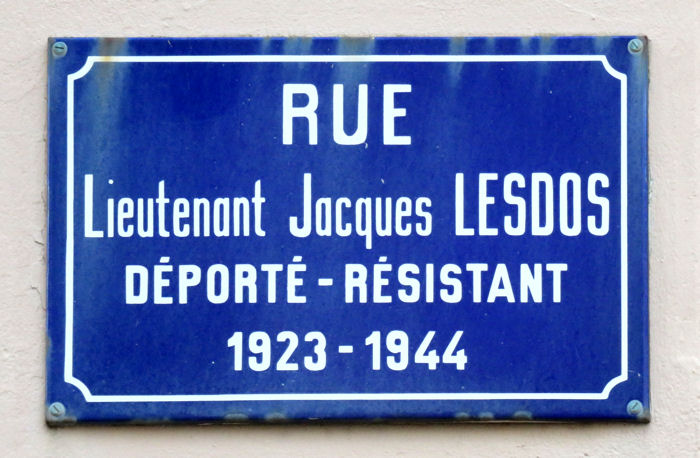 RUE
Lieutenant Jacques LESDOS
DÉPORTÉ - RÉSISTANT
1923 - 1944